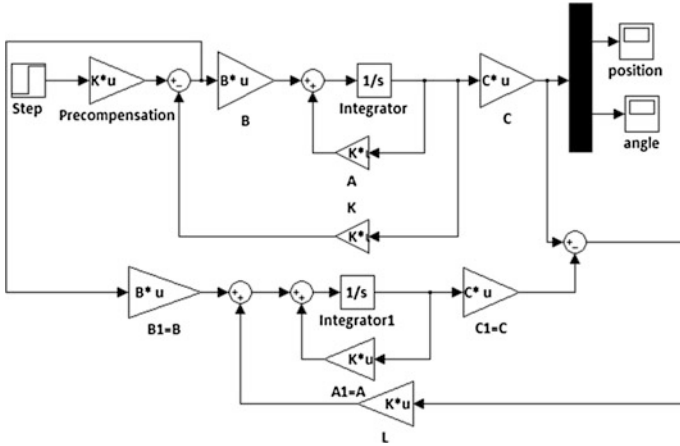 K*u
B* u
1/s
C* u
position
Step
Precompensation
B
Integrator
C
K*u
A
angle
K
K*u
B* u
1/s
C* u
B1=B
Integrator1
C1=C
K*u
A1=A
K*u
L